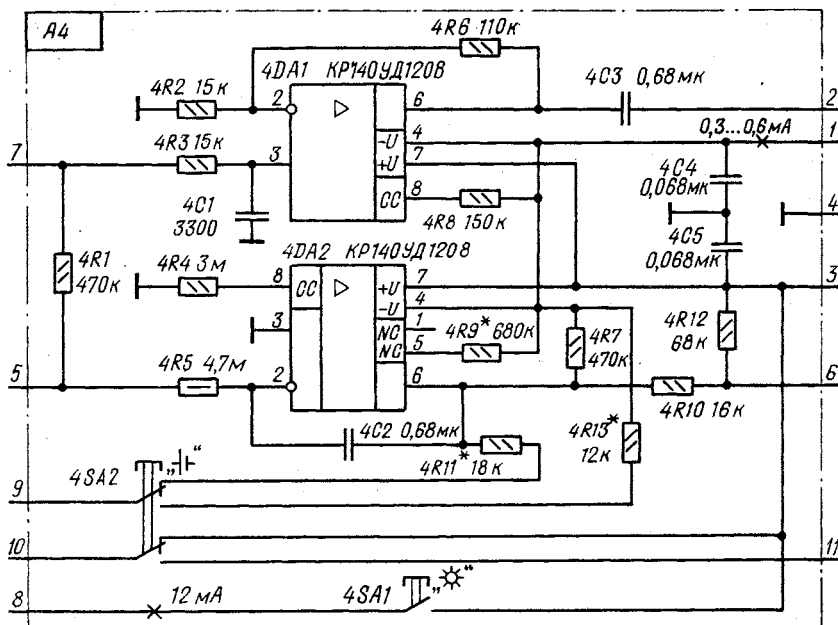 A4
4R6 110к
4R2 15к
4DA1 КР140УД1208
4C3 0,68мк
2
6
2
-U
4
0,3...0,6мА
1
7
4R3 15к
3
+U
7
4C1
3300
CC
8
4R8 150к
4C4
0,068мк
4
4C5
0,068мк
4R1
470к
4R4 3м
4DA2 КР140УД1208
8
CC
+U
7
3
-U
4
3
NC
1
NC
5
4R9* 680к
4R7
470к
4R12
68к
5
4R5 4,7м
2
6
4R10 16к
6
4C2 0,68мк
4R11* 18к
4R13*
12к
4SA2
9
10
11
8
12 мА
4SA1